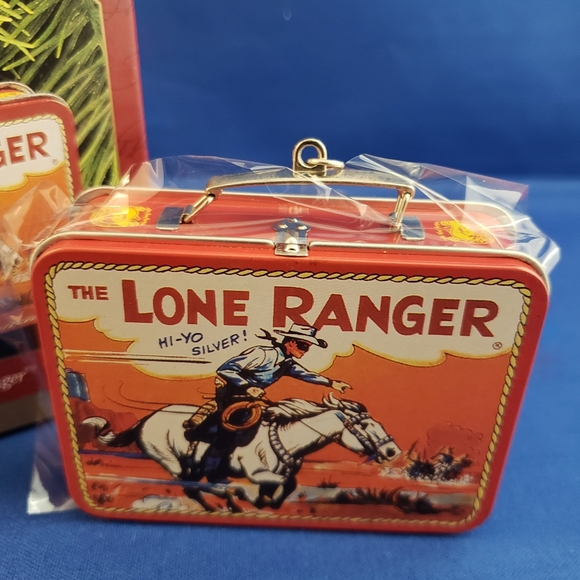 GER®
THE LONE RANGER®
HI-YO
SILVER!